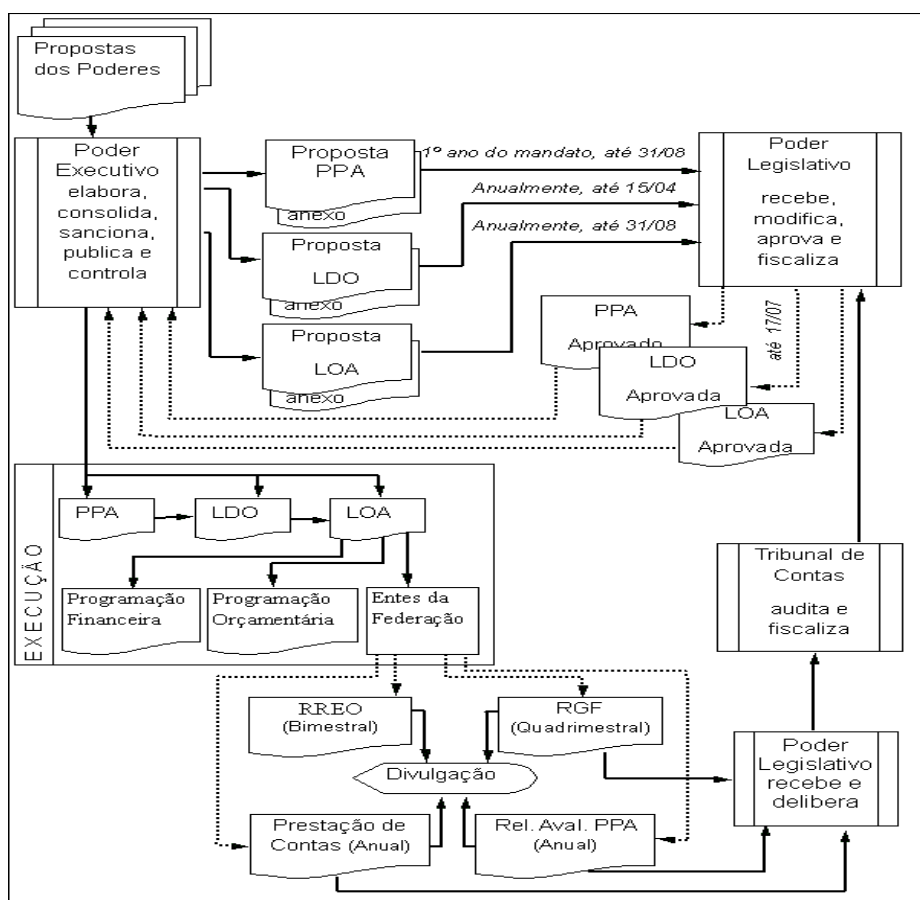 Propostas
dos Poderes
Poder
Executivo
elabora,
consolida,
sanciona,
publica e
controla
Proposta
PPA
anexo
Proposta
LDO
anexo
Proposta
LOA
anexo
1º ano do mandato, até 31/08
Anualmente, até 15/04
Anualmente, até 31/08
Poder
Legislativo
recebe,
modifica,
aprova e
fiscaliza
até 17/07
PPA
Aprovado
LDO
Aprovada
LOA
Aprovada
EXECUÇÃO
PPA
LDO
LOA
Programação
Financeira
Programação
Orçamentária
Entes da
Federação
Tribunal de
Contas
audita e
fiscaliza
RREO
(Bimestral)
RGF
(Quadrimestral)
Divulgação
Prestação de
Contas (Anual)
Rel. Aval. PPA
(Anual)
Poder
Legislativo
recebe e
delibera